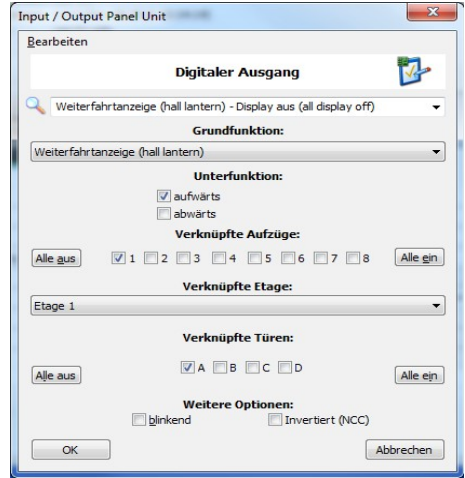 Input / Output Panel Unit
Bearbeiten
Digitaler Ausgang
Weiterfahrtanzeige (hall lantern) - Display aus (all display off)
Grundfunktion:
Weiterfahrtanzeige (hall lantern)
Unterfunktion:
aufwärts
abwärts
Verknüpfte Aufzüge:
Alle aus 1 2 3 4 5 6 7 8 Alle ein
Verknüpfte Etage:
Etage 1
Verknüpfte Türen:
Alle aus A B C D Alle ein
Weitere Optionen:
blinkend Invertiert (NCC)
OK Abbrechen